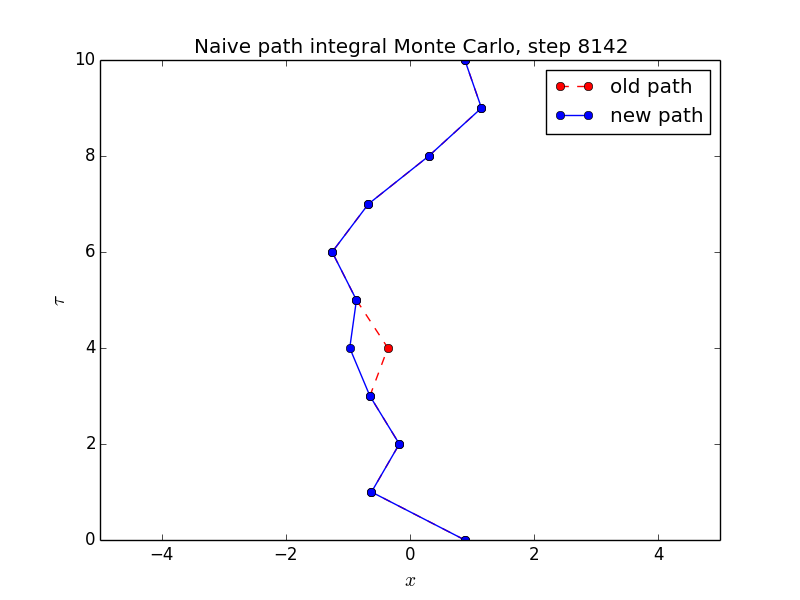 Naive path integral Monte Carlo, step 8142
old path
new path
10
8
6
τ
4
2
0
−4
−2
0
2
4
x